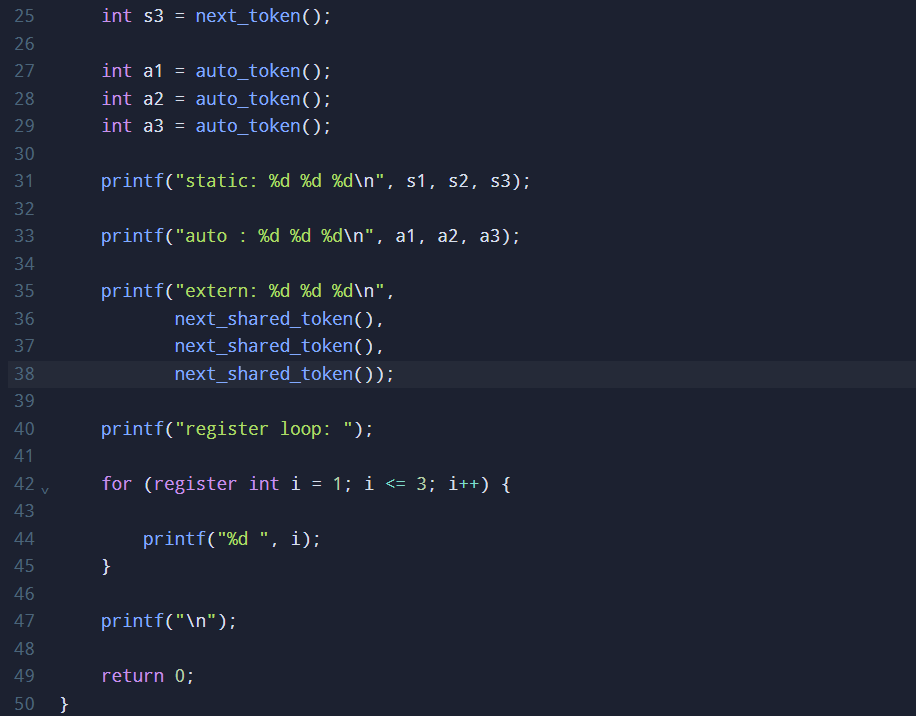 25 int s3 = next_token();
26
27 int a1 = auto_token();
28 int a2 = auto_token();
29 int a3 = auto_token();
30
31 printf("static: %d %d %d\n", s1, s2, s3);
32
33 printf("auto : %d %d %d\n", a1, a2, a3);
34
35 printf("extern: %d %d %d\n",
36 next_shared_token(),
37 next_shared_token(),
38 next_shared_token());
39
40 printf("register loop: ");
41
42 for (register int i = 1; i <= 3; i++) {
43
44 printf("%d ", i);
45 }
46
47 printf("\n");
48
49 return 0;
50 }